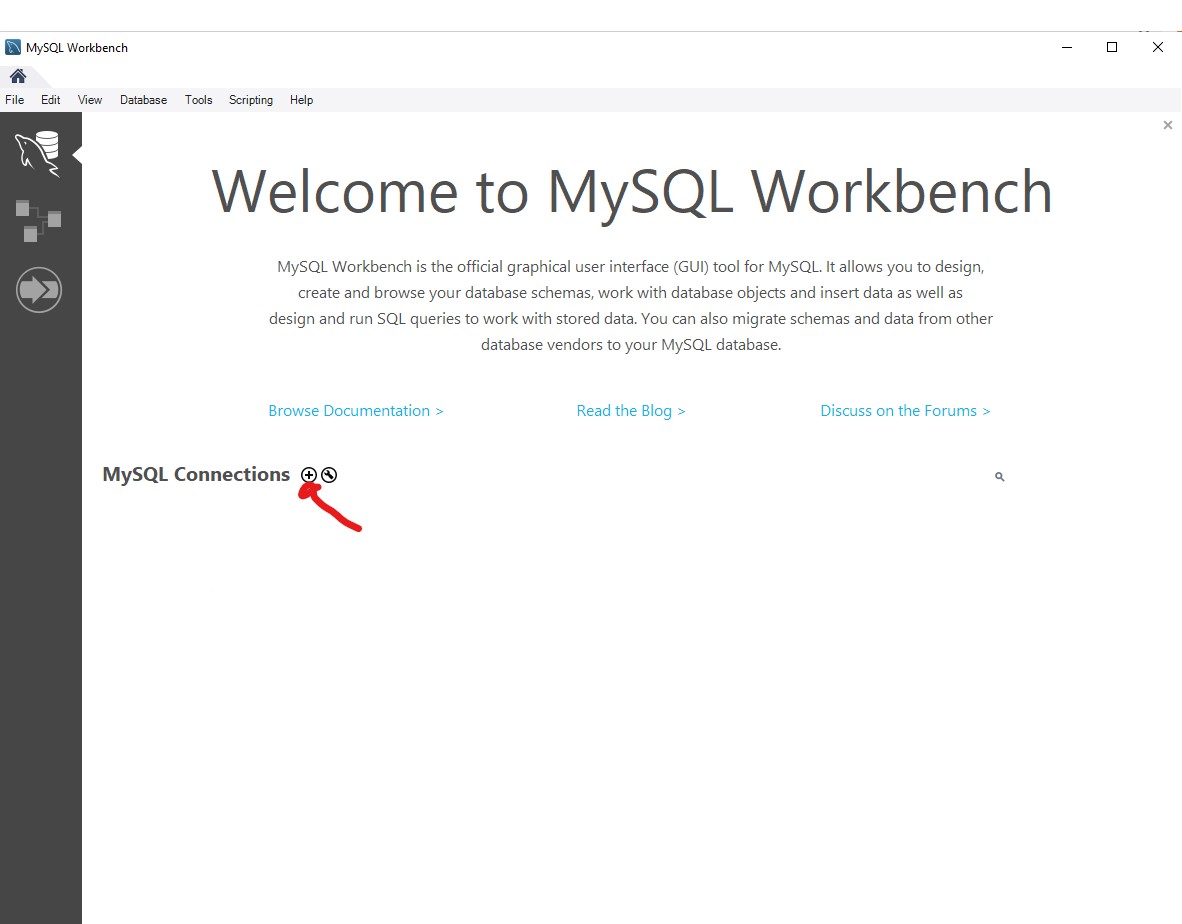 MySQL Workbench
File Edit View Database Tools Scripting Help
Welcome to MySQL Workbench
MySQL Workbench is the official graphical user interface (GUI) tool for MySQL. It allows you to design,
create and browse your database schemas, work with database objects and insert data as well as
design and run SQL queries to work with stored data. You can also migrate schemas and data from other
database vendors to your MySQL database.
Browse Documentation > Read the Blog > Discuss on the Forums >
MySQL Connections